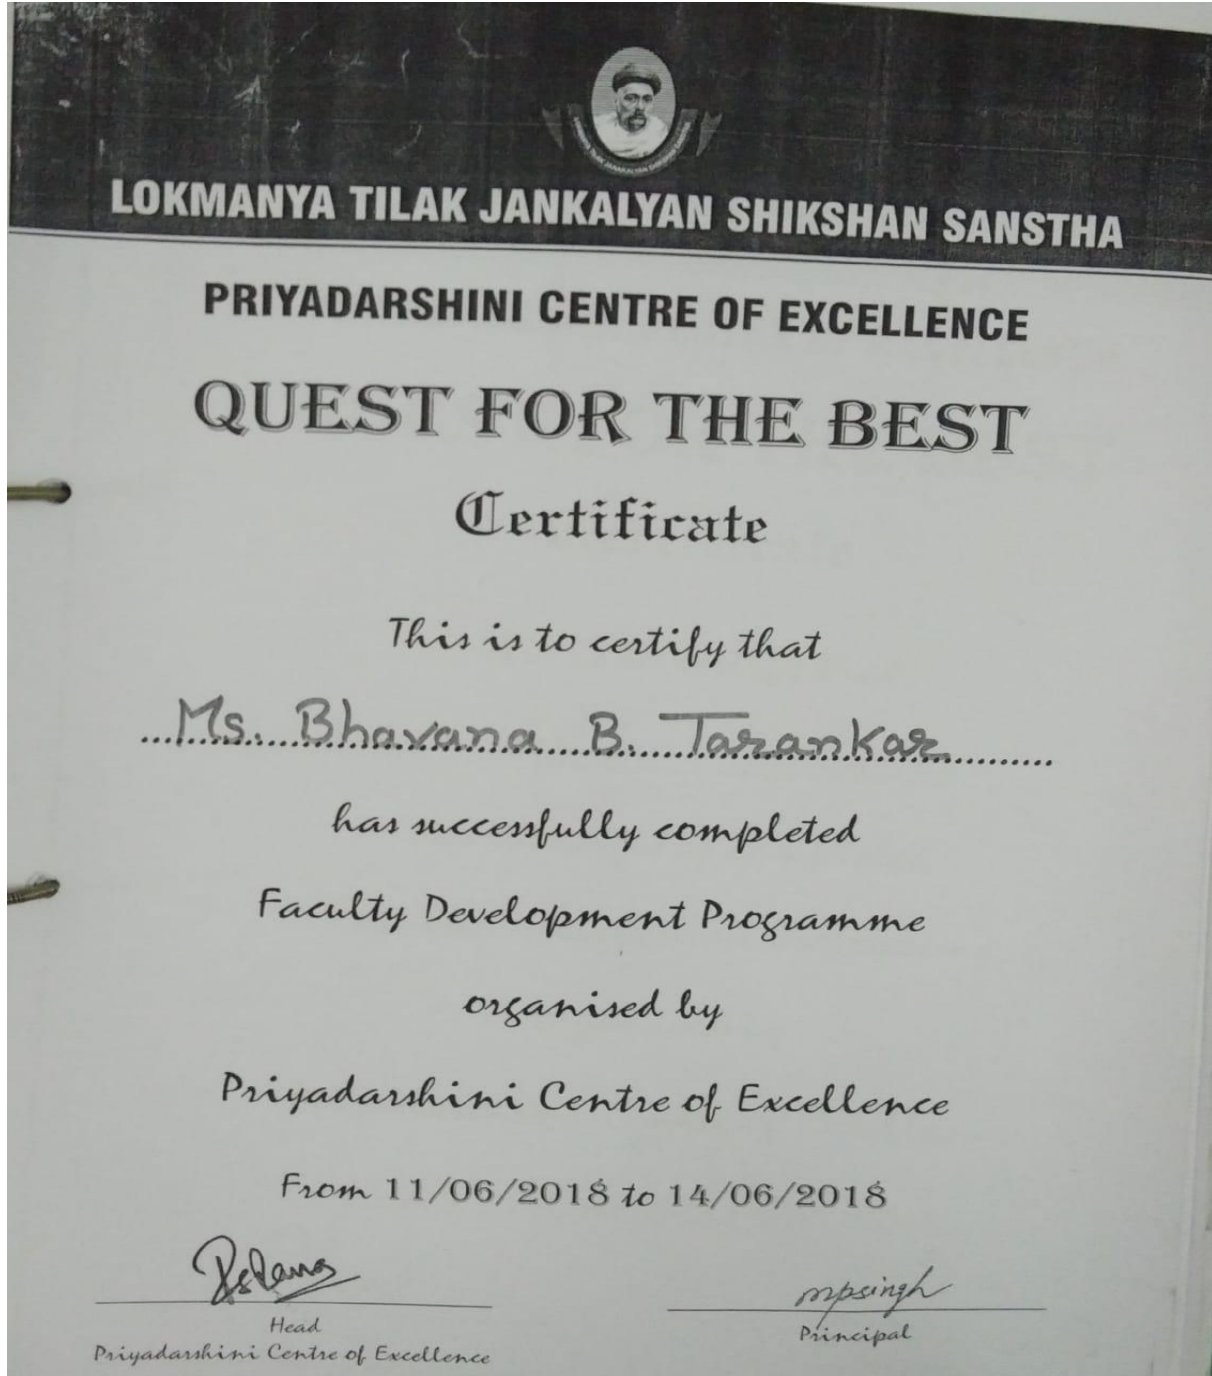 LOKMANYA TILAK JANKALYAN SHIKSHAN SANSTHA
PRIYADARSHINI CENTRE OF EXCELLENCE
QUEST FOR THE BEST
Certificate
This is to certify that
Ms. Bhavana B. Tarankar
has successfully completed
Faculty Development Programme
organised by
Priyadarshini Centre of Excellence
From 11/06/2018 to 14/06/2018
mpsingh
Head
Principal
Priyadarshini Centre of Excellence